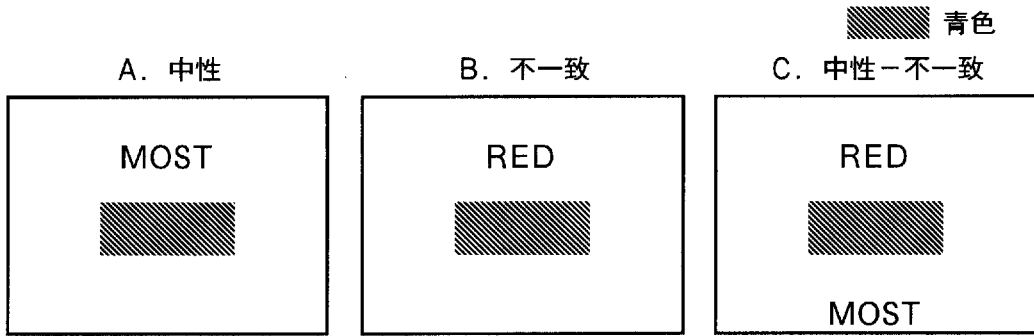 青色
A. 中性
B. 不一致
C. 中性－不一致
MOST
RED
RED
MOST